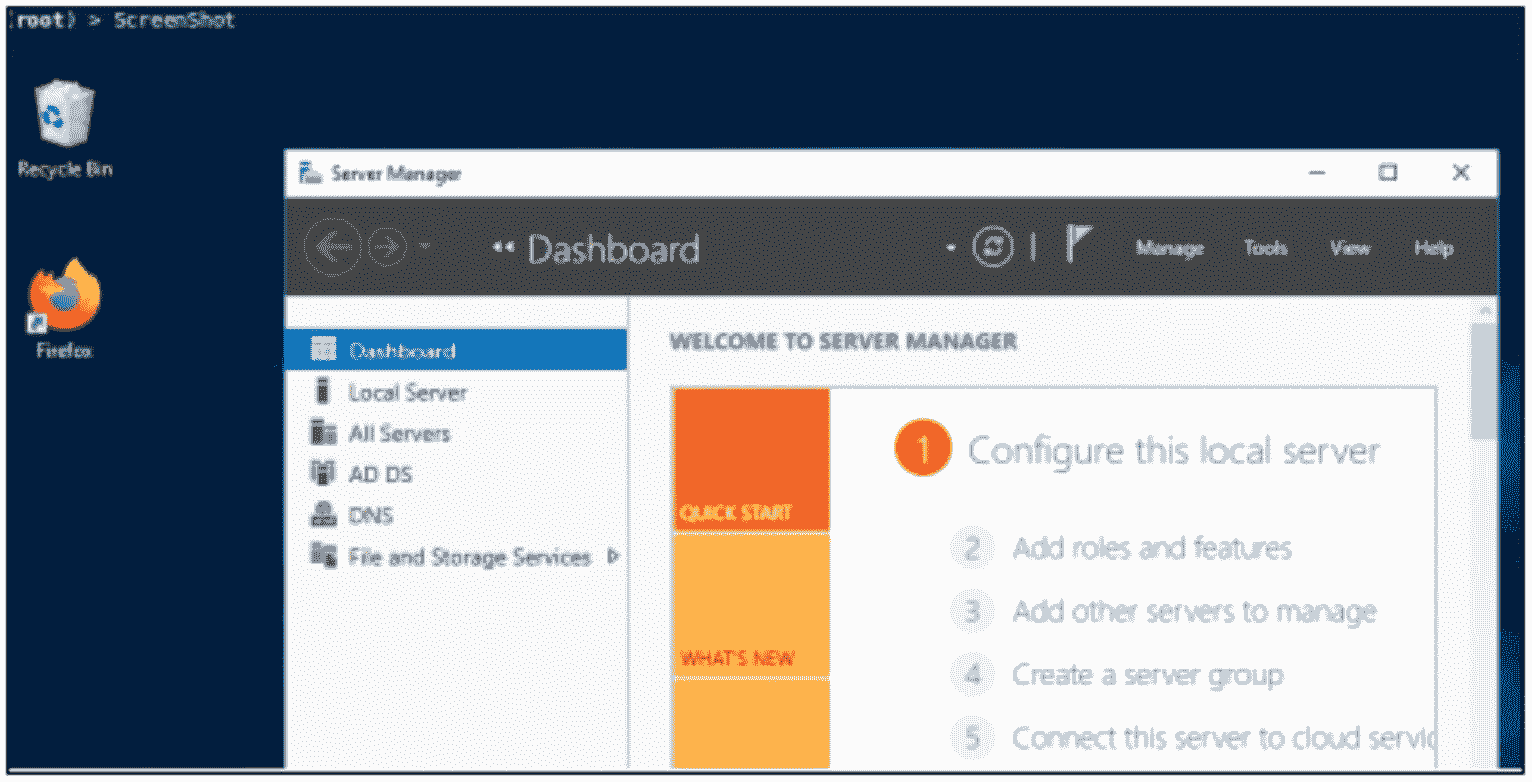 (root) > ScreenShot
Recycle Bin
Firefox
Server Manager
Dashboard
Manage Tools View Help
Dashboard
Local Server
All Servers
AD DS
DNS
File and Storage Services
WELCOME TO SERVER MANAGER
QUICK START
WHAT'S NEW
1 Configure this local server
2 Add roles and features
3 Add other servers to manage
4 Create a server group
5 Connect this server to cloud servic